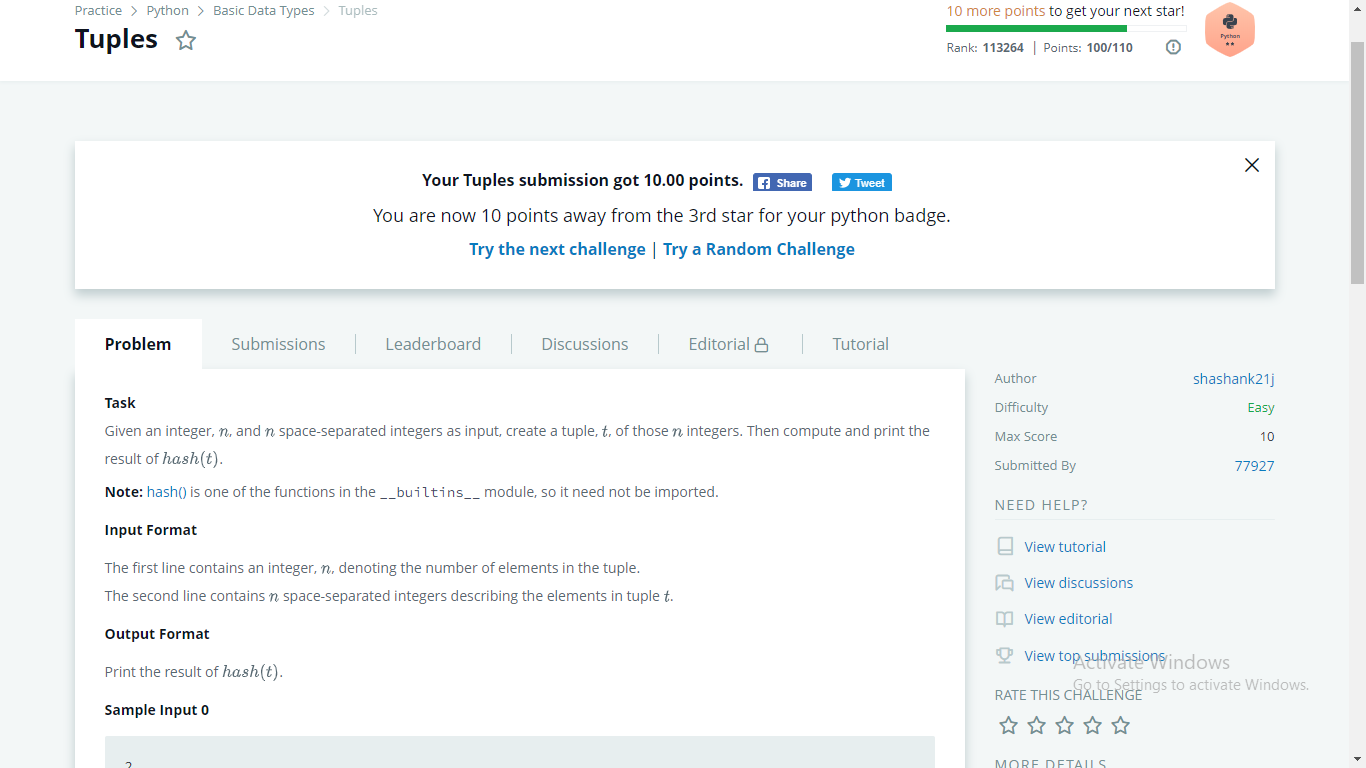 Practice > Python > Basic Data Types > Tuples
10 more points to get your next star!
Tuples
Rank: 113264 | Points: 100/110
Python
Your Tuples submission got 10.00 points. Share Tweet
You are now 10 points away from the 3rd star for your python badge.
Try the next challenge | Try a Random Challenge
Problem Submissions Leaderboard Discussions Editorial Tutorial
Task
Given an integer, n, and n space-separated integers as input, create a tuple, t, of those n integers. Then compute and print the
result of hash(t).
Note: hash() is one of the functions in the __builtins__ module, so it need not be imported.
Input Format
The first line contains an integer, n, denoting the number of elements in the tuple.
The second line contains n space-separated integers describing the elements in tuple t.
Output Format
Print the result of hash(t).
Sample Input 0
2
Author shashank21j
Difficulty Easy
Max Score 10
Submitted By 77927
NEED HELP?
View tutorial
View discussions
View editorial
View top submissions
Activate Windows
Go to Settings to activate Windows.
RATE THIS CHALLENGE
MORE DETAILS